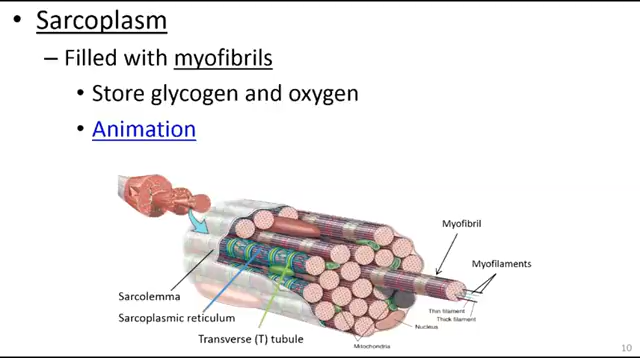 • Sarcoplasm
– Filled with myofibrils
• Store glycogen and oxygen
• Animation
Myofibril
Myofilaments
Sarcolemma
Sarcoplasmic reticulum
Transverse (T) tubule
Thin filament
Thick filament
Nucleus
Mitochondria
10